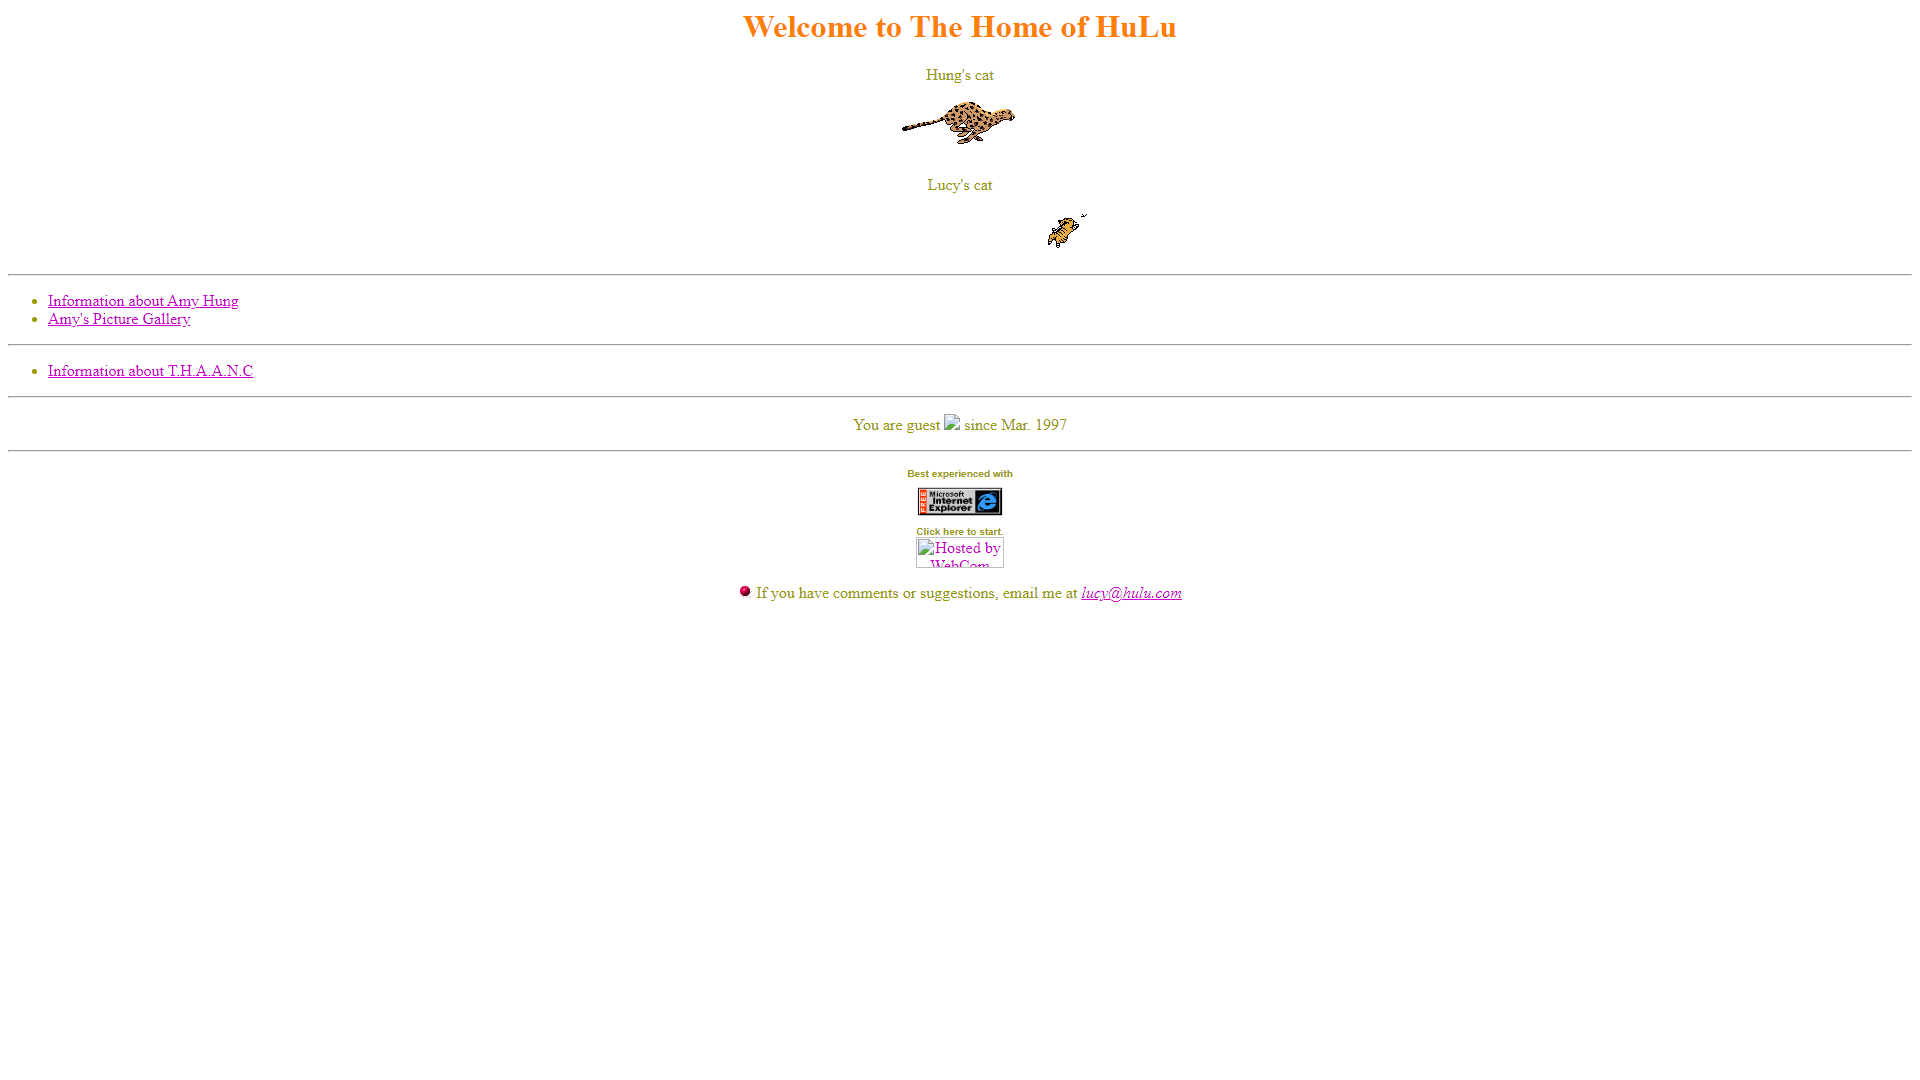 Welcome to The Home of HuLu
Hung's cat
Lucy's cat
Information about Amy Hung
Amy's Picture Gallery
Information about T.H.A.A.N.C
You are guest since Mar. 1997
Best experienced with
FREE
Microsoft
Internet
Explorer
Click here to start.
Hosted by
WebCom
If you have comments or suggestions, email me at lucy@hulu.com